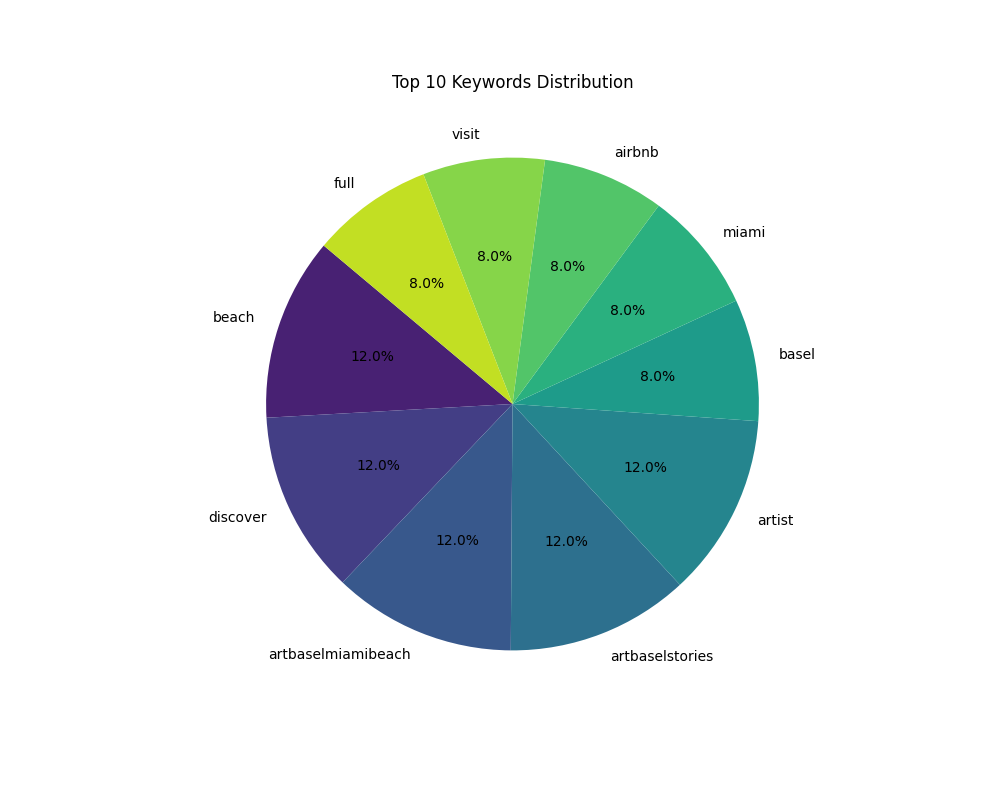 Top 10 Keywords Distribution
visit
airbnb
full
miami
8.0%
8.0%
8.0%
8.0%
beach
basel
12.0%
8.0%
12.0%
12.0%
discover
artist
12.0%
12.0%
artbaselmiamibeach
artbaselstories